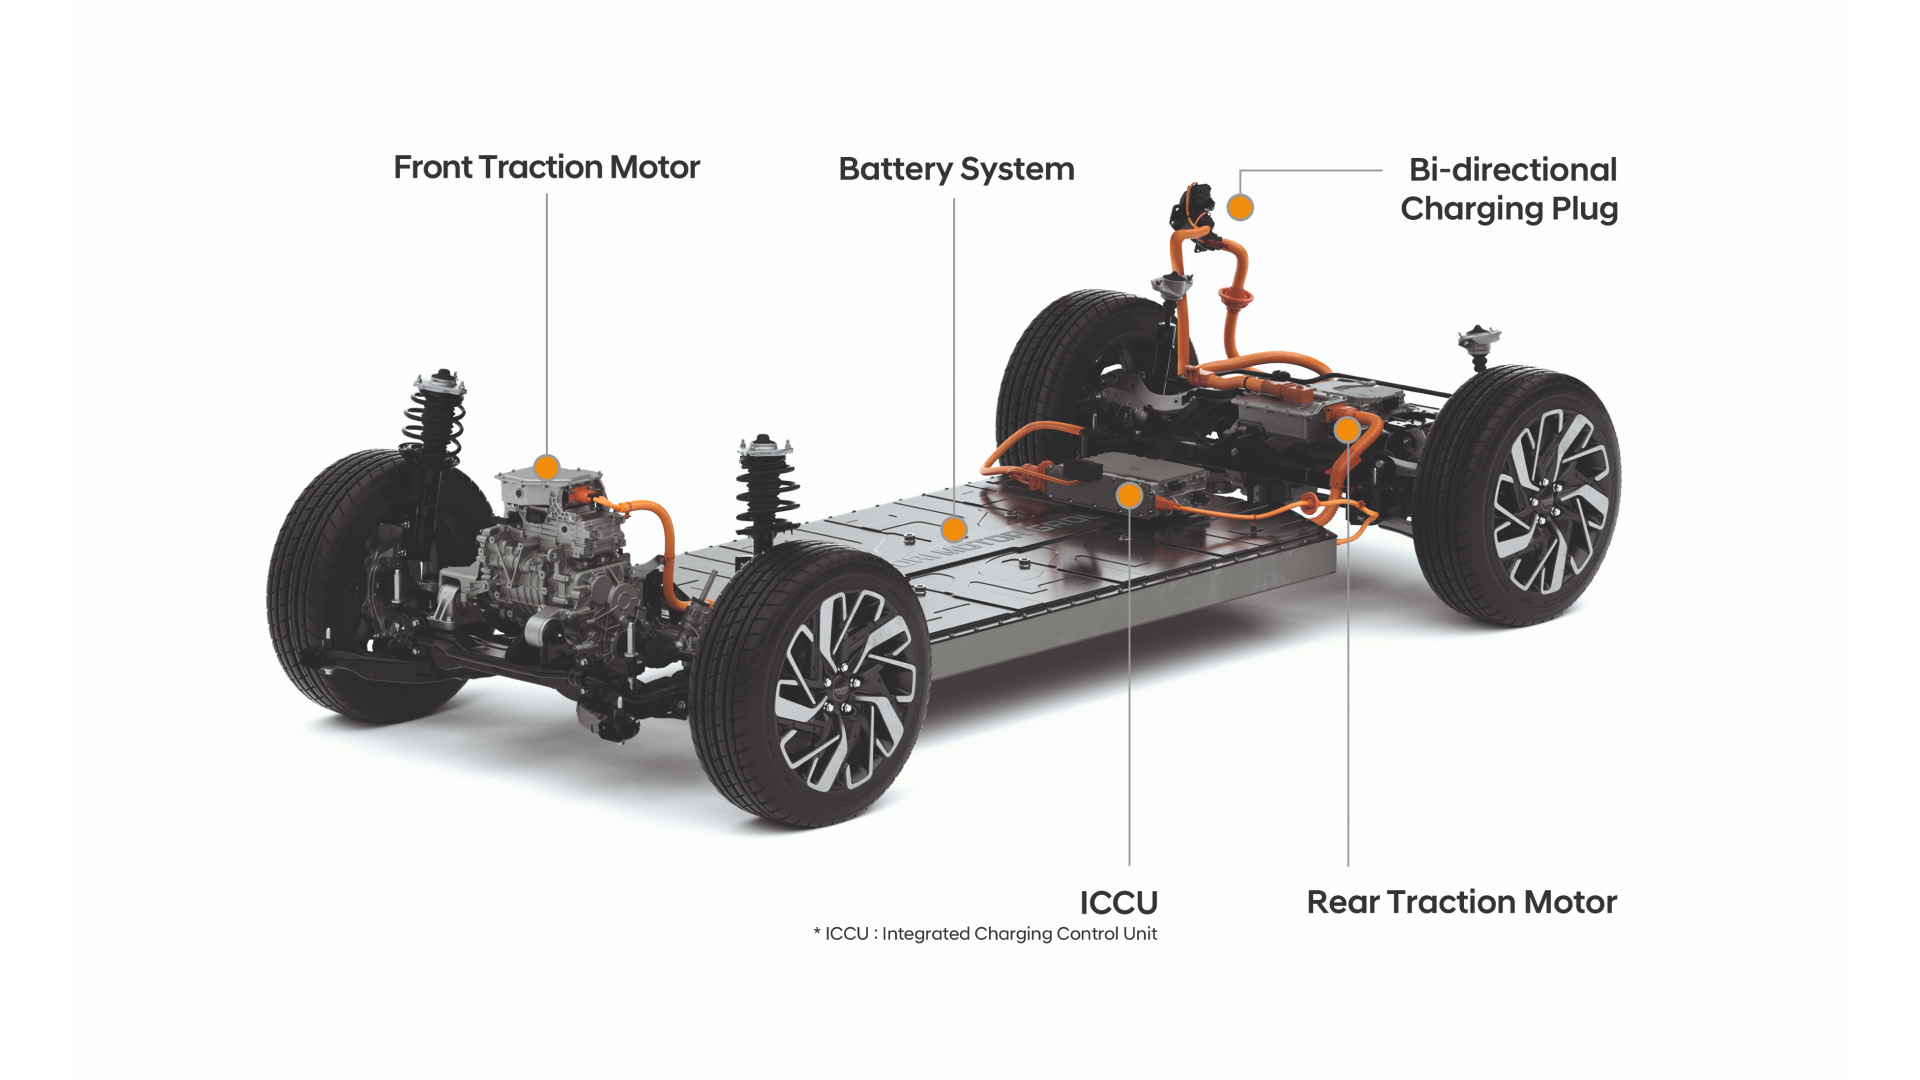 Front Traction Motor
Battery System
Bi-directional
Charging Plug
ICCU
* ICCU : Integrated Charging Control Unit
Rear Traction Motor